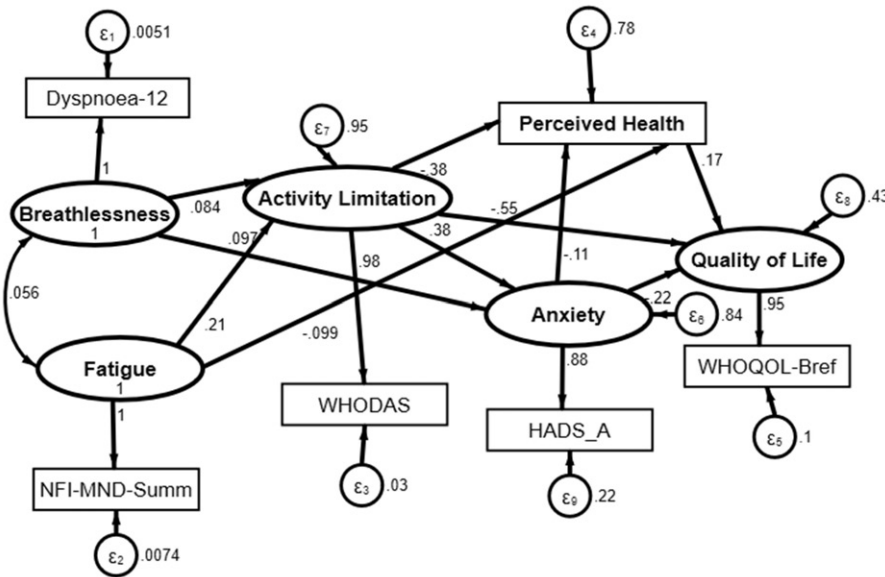 ε1 .0051
Dyspnoea-12
1
ε4 .78
Perceived Health
ε7 .95
-.38
.17
Activity Limitation
Breathlessness
1
.084
.097
.98
.38
-.55
-.11
ε8 .43
Quality of Life
.056
.21
-.099
Anxiety
-.22
ε6 .84
.95
Fatigue
1
1
.88
WHODAS
WHOQOL-Bref
HADS_A
ε5 .1
NFI-MND-Summ
ε3 .03
ε9 .22
ε2 .0074